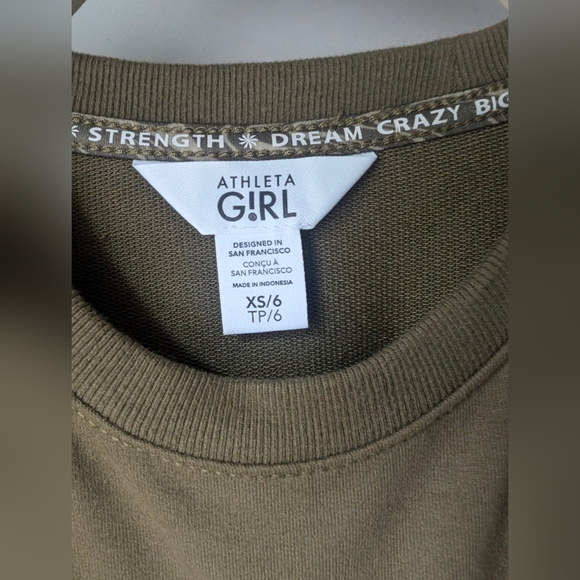 STRENGTH ✳ DREAM CRAZY BIG
ATHLETA
G!RL
DESIGNED IN
SAN FRANCISCO
CONÇU À
SAN FRANCISCO
MADE IN INDONESIA
XS/6
TP/6